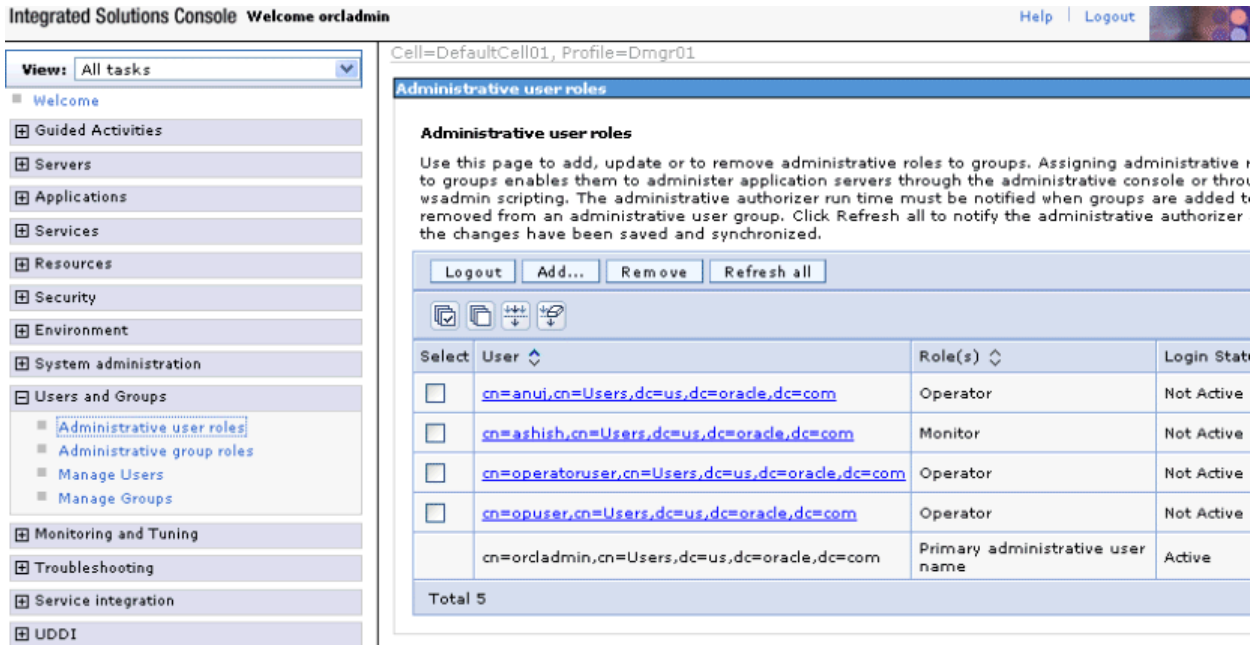 Integrated Solutions Console Welcome orcladmin
Help | Logout
View: All tasks
Welcome
Guided Activities
Servers
Applications
Services
Resources
Security
Environment
System administration
Users and Groups
Administrative user roles
Administrative group roles
Manage Users
Manage Groups
Monitoring and Tuning
Troubleshooting
Service integration
UDDI
Cell=DefaultCell01, Profile=Dmgr01
Administrative user roles
Administrative user roles
Use this page to add, update or to remove administrative roles to groups. Assigning administrative
to groups enables them to administer application servers through the administrative console or
wsadmin scripting. The administrative authorizer run time must be notified when groups are added
removed from an administrative user group. Click Refresh all to notify the administrative authorizer
the changes have been saved and synchronized.
Logout Add... Remove Refresh all
Select User Role(s) Login
cn=anuj,cn=Users,dc=us,dc=oracle,dc=com Operator Not Active
cn=ashish,cn=Users,dc=us,dc=oracle,dc=com Monitor Not Active
cn=operatoruser,cn=Users,dc=us,dc=oracle,dc=com Operator Not Active
cn=opuser,cn=Users,dc=us,dc=oracle,dc=com Operator Not Active
cn=orcladmin,cn=Users,dc=us,dc=oracle,dc=com Primary administrative user name Active
Total 5